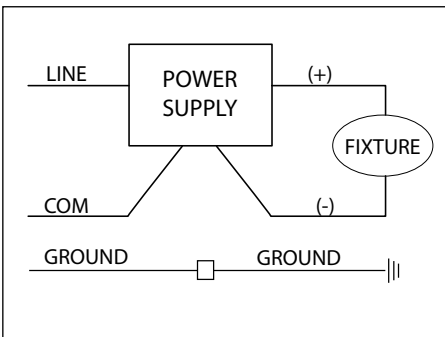 LINE
POWER
SUPPLY
(+)
FIXTURE
COM
(-)
GROUND
GROUND